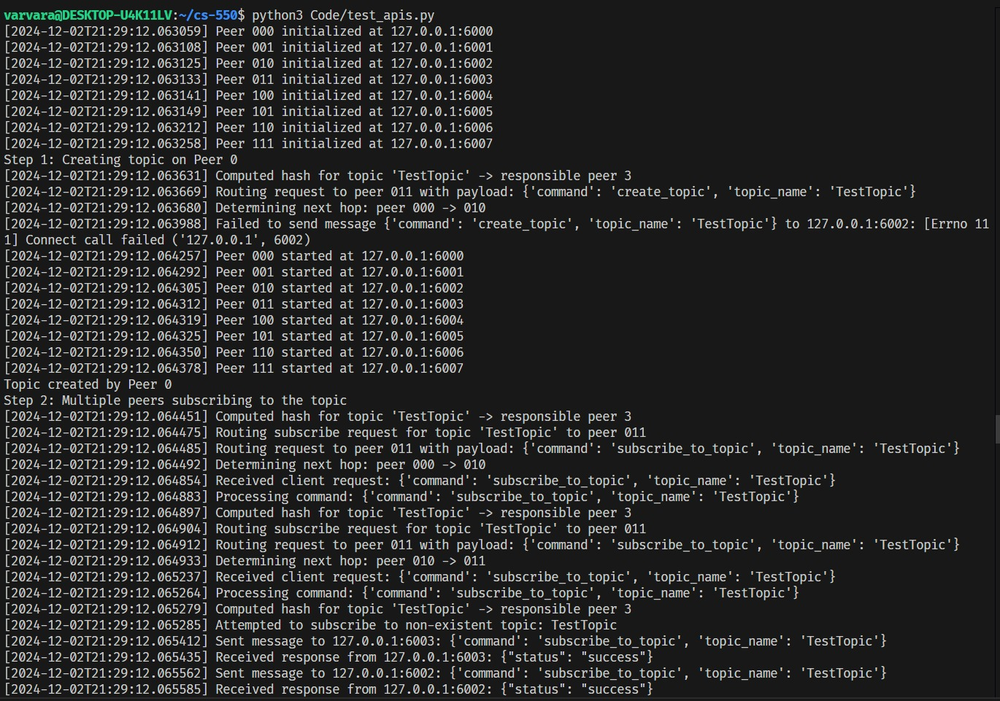 varvara@DESKTOP-U4K11LV:~/cs-550$ python3 Code/test_apis.py
[2024-12-02T21:29:12.063059] Peer 000 initialized at 127.0.0.1:6000
[2024-12-02T21:29:12.063108] Peer 001 initialized at 127.0.0.1:6001
[2024-12-02T21:29:12.063125] Peer 010 initialized at 127.0.0.1:6002
[2024-12-02T21:29:12.063133] Peer 011 initialized at 127.0.0.1:6003
[2024-12-02T21:29:12.063141] Peer 100 initialized at 127.0.0.1:6004
[2024-12-02T21:29:12.063149] Peer 101 initialized at 127.0.0.1:6005
[2024-12-02T21:29:12.063212] Peer 110 initialized at 127.0.0.1:6006
[2024-12-02T21:29:12.063258] Peer 111 initialized at 127.0.0.1:6007
Step 1: Creating topic on Peer 0
[2024-12-02T21:29:12.063631] Computed hash for topic 'TestTopic' -> responsible peer 3
[2024-12-02T21:29:12.063669] Routing request to peer 011 with payload: {'command': 'create_topic', 'topic_name': 'TestTopic'}
[2024-12-02T21:29:12.063680] Determining next hop: peer 000 -> 010
[2024-12-02T21:29:12.063988] Failed to send message {'command': 'create_topic', 'topic_name': 'TestTopic'} to 127.0.0.1:6002: [Errno 11
1] Connect call failed ('127.0.0.1', 6002)
[2024-12-02T21:29:12.064257] Peer 000 started at 127.0.0.1:6000
[2024-12-02T21:29:12.064292] Peer 001 started at 127.0.0.1:6001
[2024-12-02T21:29:12.064305] Peer 010 started at 127.0.0.1:6002
[2024-12-02T21:29:12.064312] Peer 011 started at 127.0.0.1:6003
[2024-12-02T21:29:12.064319] Peer 100 started at 127.0.0.1:6004
[2024-12-02T21:29:12.064325] Peer 101 started at 127.0.0.1:6005
[2024-12-02T21:29:12.064350] Peer 110 started at 127.0.0.1:6006
[2024-12-02T21:29:12.064378] Peer 111 started at 127.0.0.1:6007
Topic created by Peer 0
Step 2: Multiple peers subscribing to the topic
[2024-12-02T21:29:12.064451] Computed hash for topic 'TestTopic' -> responsible peer 3
[2024-12-02T21:29:12.064475] Routing subscribe request for topic 'TestTopic' to peer 011
[2024-12-02T21:29:12.064485] Routing request to peer 011 with payload: {'command': 'subscribe_to_topic', 'topic_name': 'TestTopic'}
[2024-12-02T21:29:12.064492] Determining next hop: peer 000 -> 010
[2024-12-02T21:29:12.064854] Received client request: {'command': 'subscribe_to_topic', 'topic_name': 'TestTopic'}
[2024-12-02T21:29:12.064883] Processing command: {'command': 'subscribe_to_topic', 'topic_name': 'TestTopic'}
[2024-12-02T21:29:12.064897] Computed hash for topic 'TestTopic' -> responsible peer 3
[2024-12-02T21:29:12.064904] Routing subscribe request for topic 'TestTopic' to peer 011
[2024-12-02T21:29:12.064912] Routing request to peer 011 with payload: {'command': 'subscribe_to_topic', 'topic_name': 'TestTopic'}
[2024-12-02T21:29:12.064933] Determining next hop: peer 010 -> 011
[2024-12-02T21:29:12.065237] Received client request: {'command': 'subscribe_to_topic', 'topic_name': 'TestTopic'}
[2024-12-02T21:29:12.065264] Processing command: {'command': 'subscribe_to_topic', 'topic_name': 'TestTopic'}
[2024-12-02T21:29:12.065279] Computed hash for topic 'TestTopic' -> responsible peer 3
[2024-12-02T21:29:12.065285] Attempted to subscribe to non-existent topic: TestTopic
[2024-12-02T21:29:12.065412] Sent message to 127.0.0.1:6003: {'command': 'subscribe_to_topic', 'topic_name': 'TestTopic'}
[2024-12-02T21:29:12.065435] Received response from 127.0.0.1:6003: {"status": "success"}
[2024-12-02T21:29:12.065562] Sent message to 127.0.0.1:6002: {'command': 'subscribe_to_topic', 'topic_name': 'TestTopic'}
[2024-12-02T21:29:12.065585] Received response from 127.0.0.1:6002: {"status": "success"}